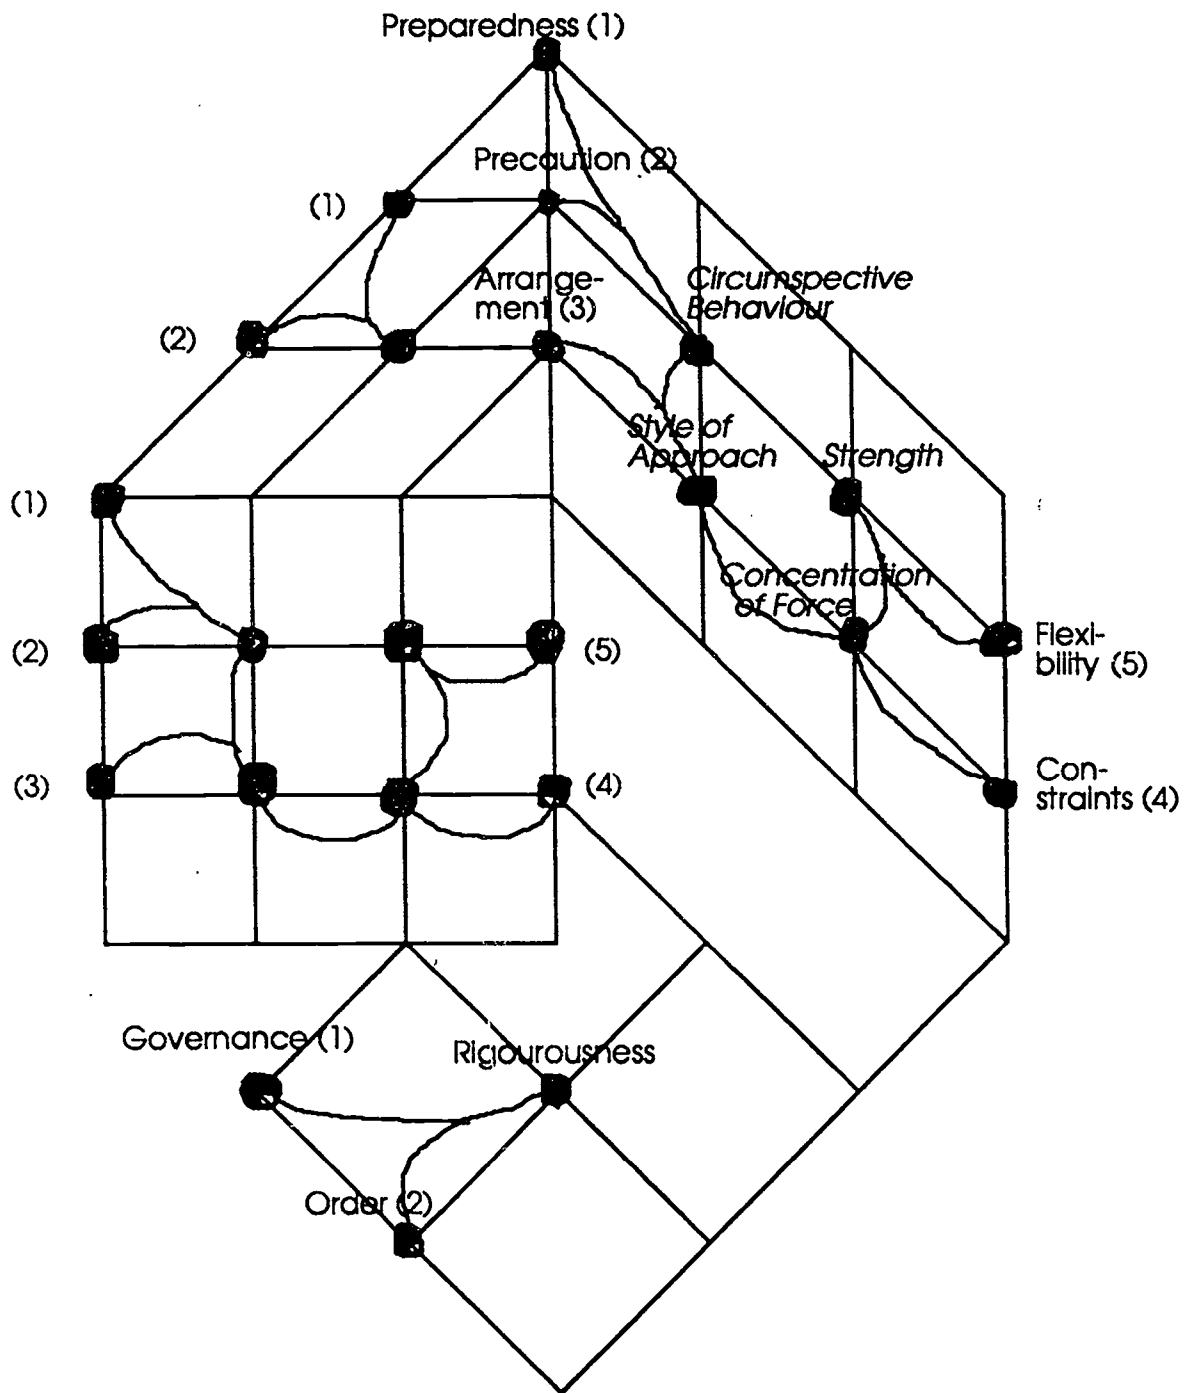 Preparedness (1)
Precaution (2)
(1)
Arrange-
ment (3)
Circumspective
Behaviour
(2)
Style of
Approach
Strength
(1)
Concentration
of Force
(2)
(5)
Flexi-
bility (5)
(3)
(4)
Con-
straints (4)
Governance (1)
Rigourousness
Order (2)